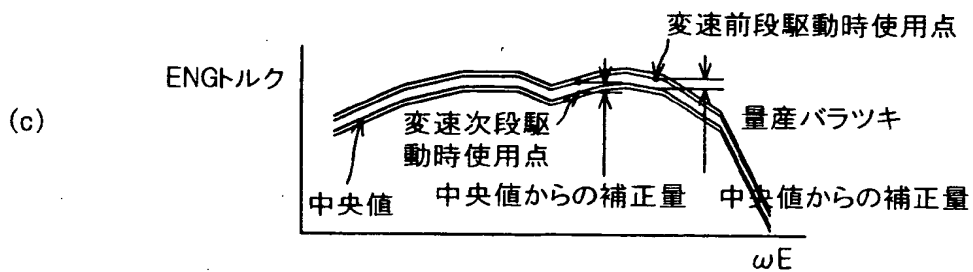 変速前段駆動時使用点
ENGトルク
(c)
変速次段駆
動時使用点
量産バラツキ
中央値
中央値からの補正量
中央値からの補正量
ωE